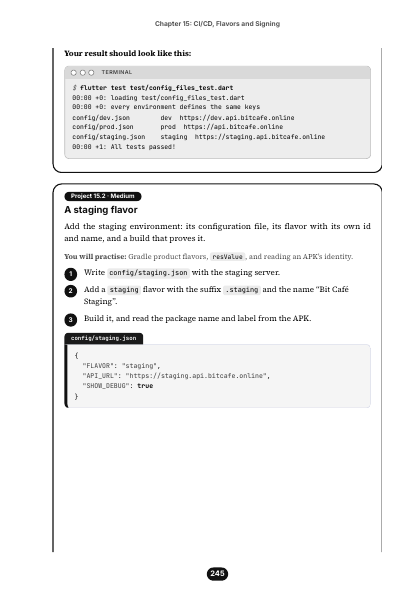 Chapter 15: CI/CD, Flavors and Signing
Your result should look like this:
TERMINAL
$ flutter test test/config_files_test.dart
00:00 +0: loading test/config_files_test.dart
00:00 +0: every environment defines the same keys
config/dev.json dev https://dev.api.bitcafe.online
config/prod.json prod https://api.bitcafe.online
config/staging.json staging https://staging.api.bitcafe.online
00:00 +1: All tests passed!
Project 15.2 · Medium
A staging flavor
Add the staging environment: its configuration file, its flavor with its own id
and name, and a build that proves it.
You will practise: Gradle product flavors, resValue, and reading an APK's identity.
1 Write config/staging.json with the staging server.
2 Add a staging flavor with the suffix .staging and the name “Bit Café
Staging”.
3 Build it, and read the package name and label from the APK.
config/staging.json
{
"FLAVOR": "staging",
"API_URL": "https://staging.api.bitcafe.online",
"SHOW_DEBUG": true
}
245